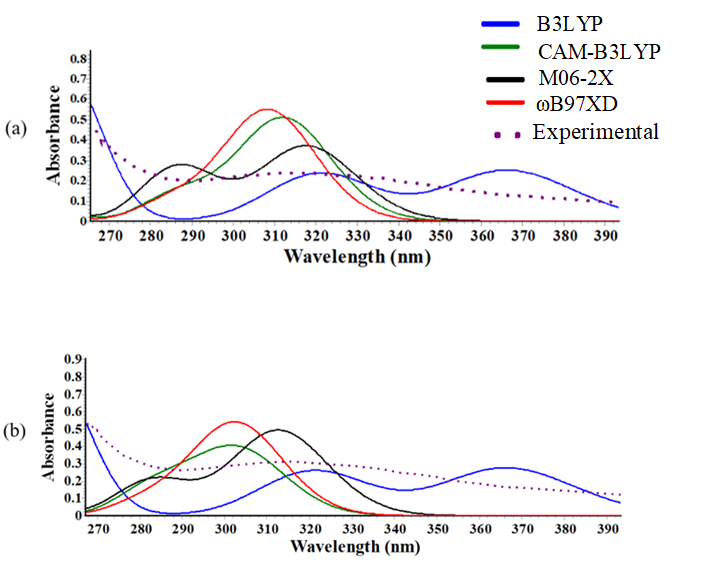 B3LYP
CAM-B3LYP
M06-2X
ωB97XD
Experimental
(a)
Absorbance
0.8
0.7
0.6
0.5
0.4
0.3
0.2
0.1
0
270 280 290 300 310 320 330 340 350 360 370 380 390
Wavelength (nm)
(b)
Absorbance
0.9
0.8
0.7
0.6
0.5
0.4
0.3
0.2
0.1
0
270 280 290 300 310 320 330 340 350 360 370 380 390
Wavelength (nm)